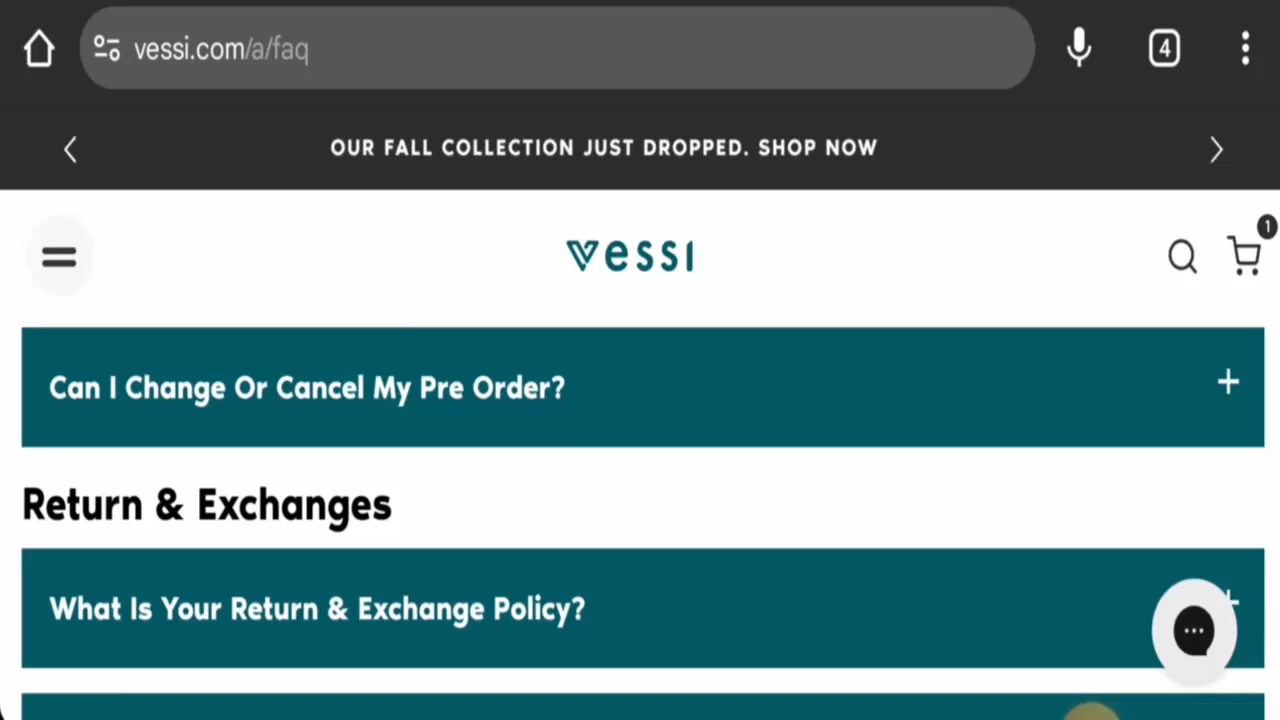 vessi.com/a/faq
4
OUR FALL COLLECTION JUST DROPPED. SHOP NOW
vessi
1
Can I Change Or Cancel My Pre Order?
Return & Exchanges
What Is Your Return & Exchange Policy?